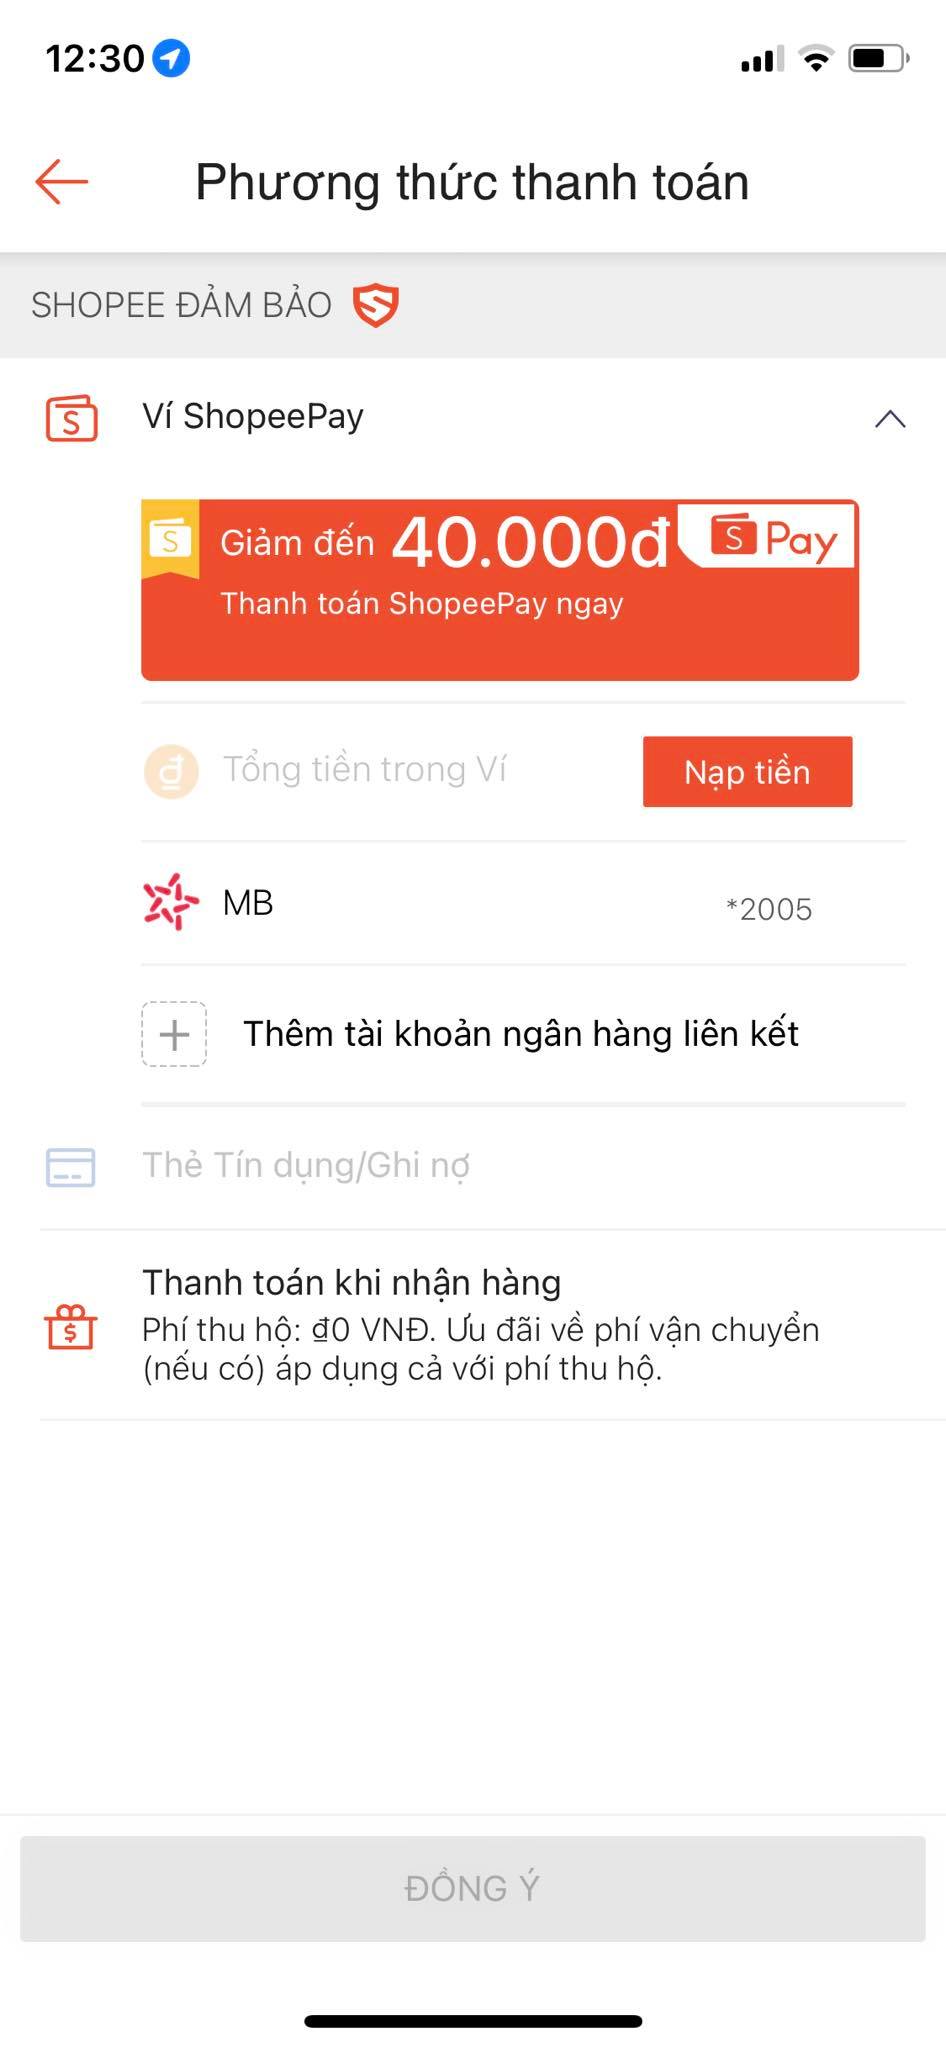 12:30
Phương thức thanh toán
SHOPEE ĐẢM BẢO
Ví ShopeePay
Giảm đến 40.000đ S Pay
Thanh toán ShopeePay ngay
Tổng tiền trong Ví Nạp tiền
MB *2005
Thêm tài khoản ngân hàng liên kết
Thẻ Tín dụng/Ghi nợ
Thanh toán khi nhận hàng
Phí thu hộ: ₫0 VNĐ. Ưu đãi về phí vận chuyển
(nếu có) áp dụng cả với phí thu hộ.
ĐỒNG Ý